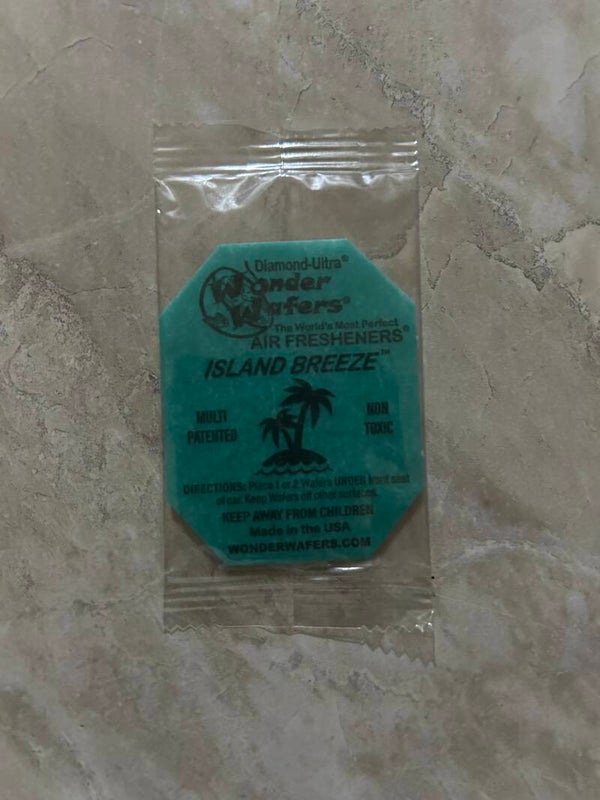 Diamond-Ultra®
Wonder
Wafers®
The World's Most Perfect
AIR FRESHENERS®
ISLAND BREEZE™
MULTI
PATENTED
NON
TOXIC
DIRECTIONS: Place 1 or 2 Wafers UNDER front seat
of car. Keep Wafers off other surfaces.
KEEP AWAY FROM CHILDREN
Made in the USA
WONDERWAFERS.COM